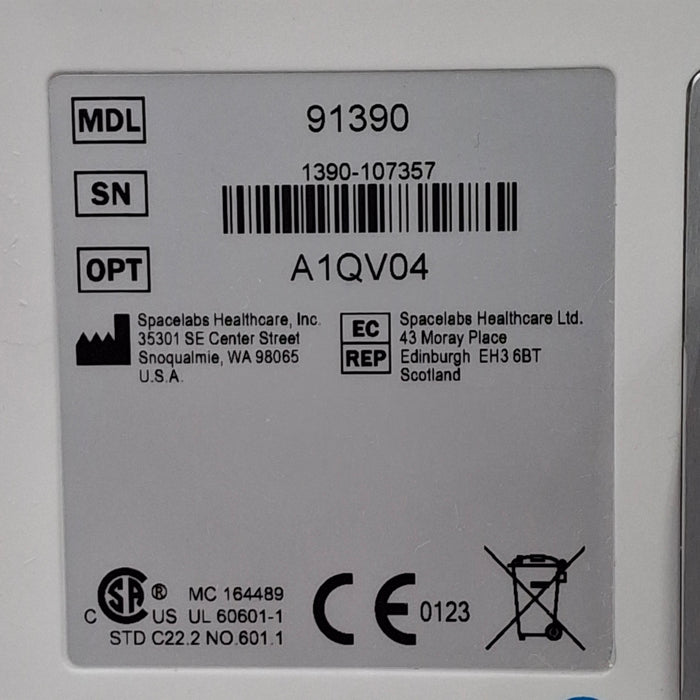 MDL 91390
1390-107357
SN
OPT A1QV04
Spacelabs Healthcare, Inc.
35301 SE Center Street
Snoqualmie, WA 98065
U.S.A.
EC REP
Spacelabs Healthcare Ltd.
43 Moray Place
Edinburgh EH3 6BT
Scotland
C SA ® US
MC 164489
UL 60601-1
STD C22.2 NO.601.1
CE 0123